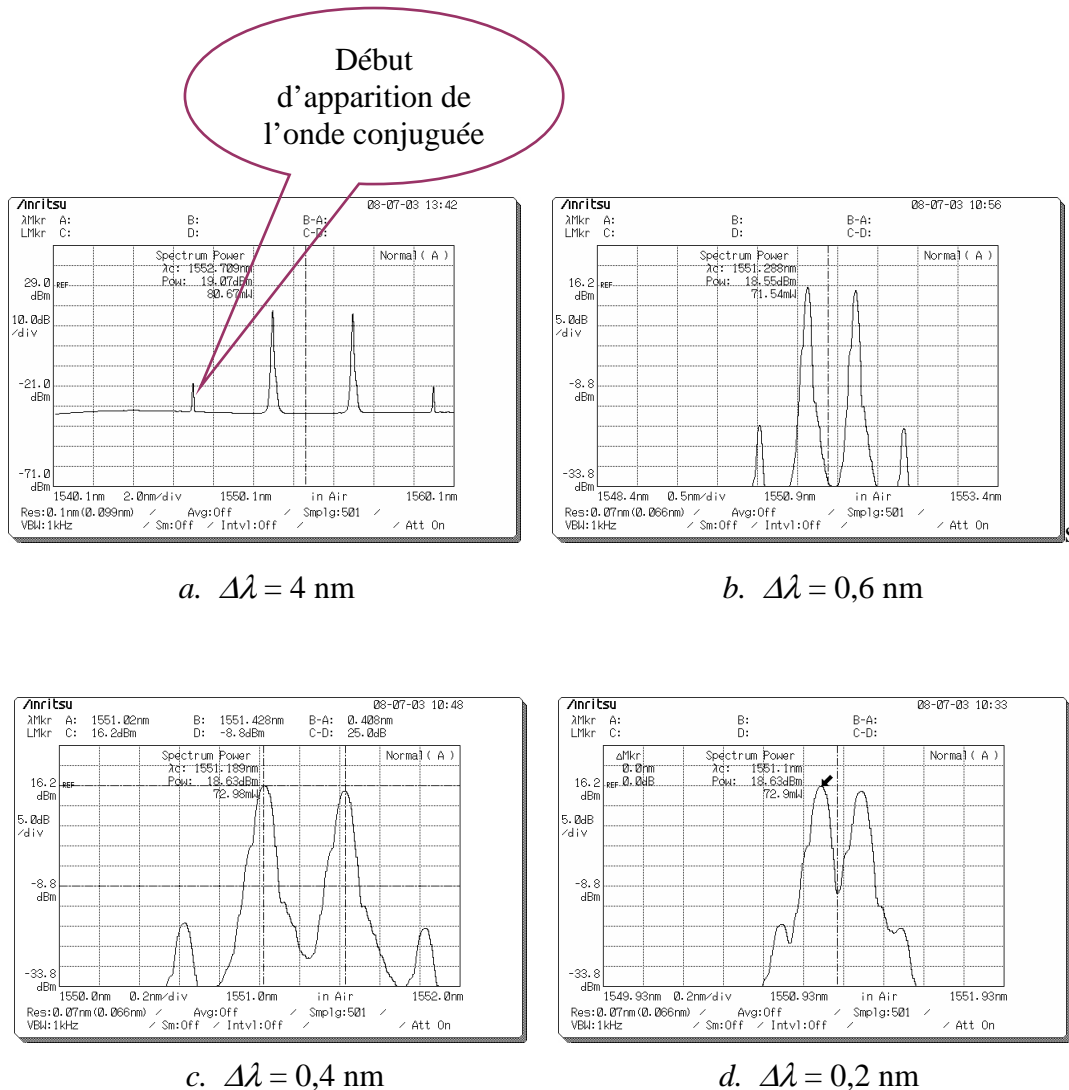 Début
d'apparition de
l'onde conjuguée
Anritsu 08-07-03 13:42
λMkr A: B: B-A:
LMkr C: D: C-D:
Spectrum Power Normal(A)
λc: 1552.709nm
29.0 REF Pow: 19.07dBm
dBm 80.67mW
10.0dB
/div
-21.0
dBm
-71.0
dBm
1540.1nm 2.0nm/div 1550.1nm in Air 1560.1nm
Res:0.1nm(0.099nm) / Avg:Off / Smplg:501 /
VBW:1kHz / Sm:Off / Intvl:Off / / Att On
a. Δλ = 4 nm
Anritsu 08-07-03 10:56
λMkr A: B: B-A:
LMkr C: D: C-D:
Spectrum Power Normal(A)
λc: 1551.288nm
16.2 REF Pow: 18.55dBm
dBm 71.54mW
5.0dB
/div
-8.8
dBm
-33.8
dBm
1548.4nm 0.5nm/div 1550.9nm in Air 1553.4nm
Res:0.07nm(0.066nm) / Avg:Off / Smplg:501 /
VBW:1kHz / Sm:Off / Intvl:Off / / Att On
b. Δλ = 0,6 nm
Anritsu 08-07-03 10:48
λMkr A: 1551.02nm B: 1551.428nm B-A: 0.408nm
LMkr C: 16.2dBm D: -8.8dBm C-D: 25.0dB
Spectrum Power Normal(A)
λc: 1551.189nm
16.2 REF Pow: 18.63dBm
dBm 72.98mW
5.0dB
/div
-8.8
dBm
-33.8
dBm
1550.0nm 0.2nm/div 1551.0nm in Air 1552.0nm
Res:0.07nm(0.066nm) / Avg:Off / Smplg:501 /
VBW:1kHz / Sm:Off / Intvl:Off / / Att On
c. Δλ = 0,4 nm
Anritsu 08-07-03 10:33
λMkr A: B: B-A:
LMkr C: D: C-D:
ΔMkr Spectrum Power Normal(A)
0.0nm λc: 1551.1nm
16.2 REF 0.0dB Pow: 18.63dBm
dBm 72.9mW
5.0dB
/div
-8.8
dBm
-33.8
dBm
1549.93nm 0.2nm/div 1550.93nm in Air 1551.93nm
Res:0.07nm(0.066nm) / Avg:Off / Smplg:501 /
VBW:1kHz / Sm:Off / Intvl:Off / / Att On
d. Δλ = 0,2 nm